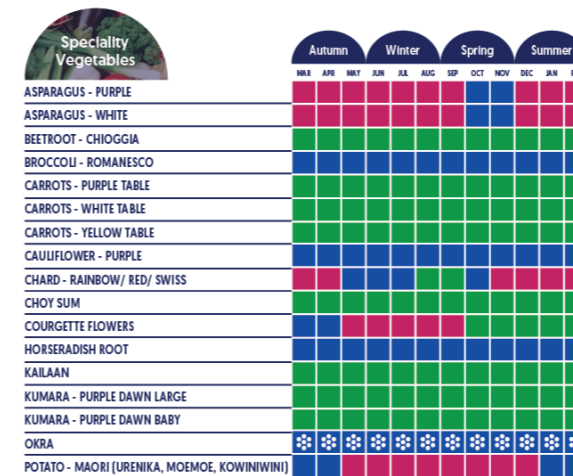 Speciality
Vegetables
Autumn Winter Spring Summer
MAR APR MAY JUN JUL AUG SEP OCT NOV DEC JAN
ASPARAGUS - PURPLE
ASPARAGUS - WHITE
BEETROOT - CHIOGGIA
BROCCOLI - ROMANESCO
CARROTS - PURPLE TABLE
CARROTS - WHITE TABLE
CARROTS - YELLOW TABLE
CAULIFLOWER - PURPLE
CHARD - RAINBOW/ RED/ SWISS
CHOY SUM
COURGETTE FLOWERS
HORSERADISH ROOT
KAILAAN
KUMARA - PURPLE DAWN LARGE
KUMARA - PURPLE DAWN BABY
OKRA
POTATO - MAORI (URENIKA, MOEMOE, KOWINIWINI)